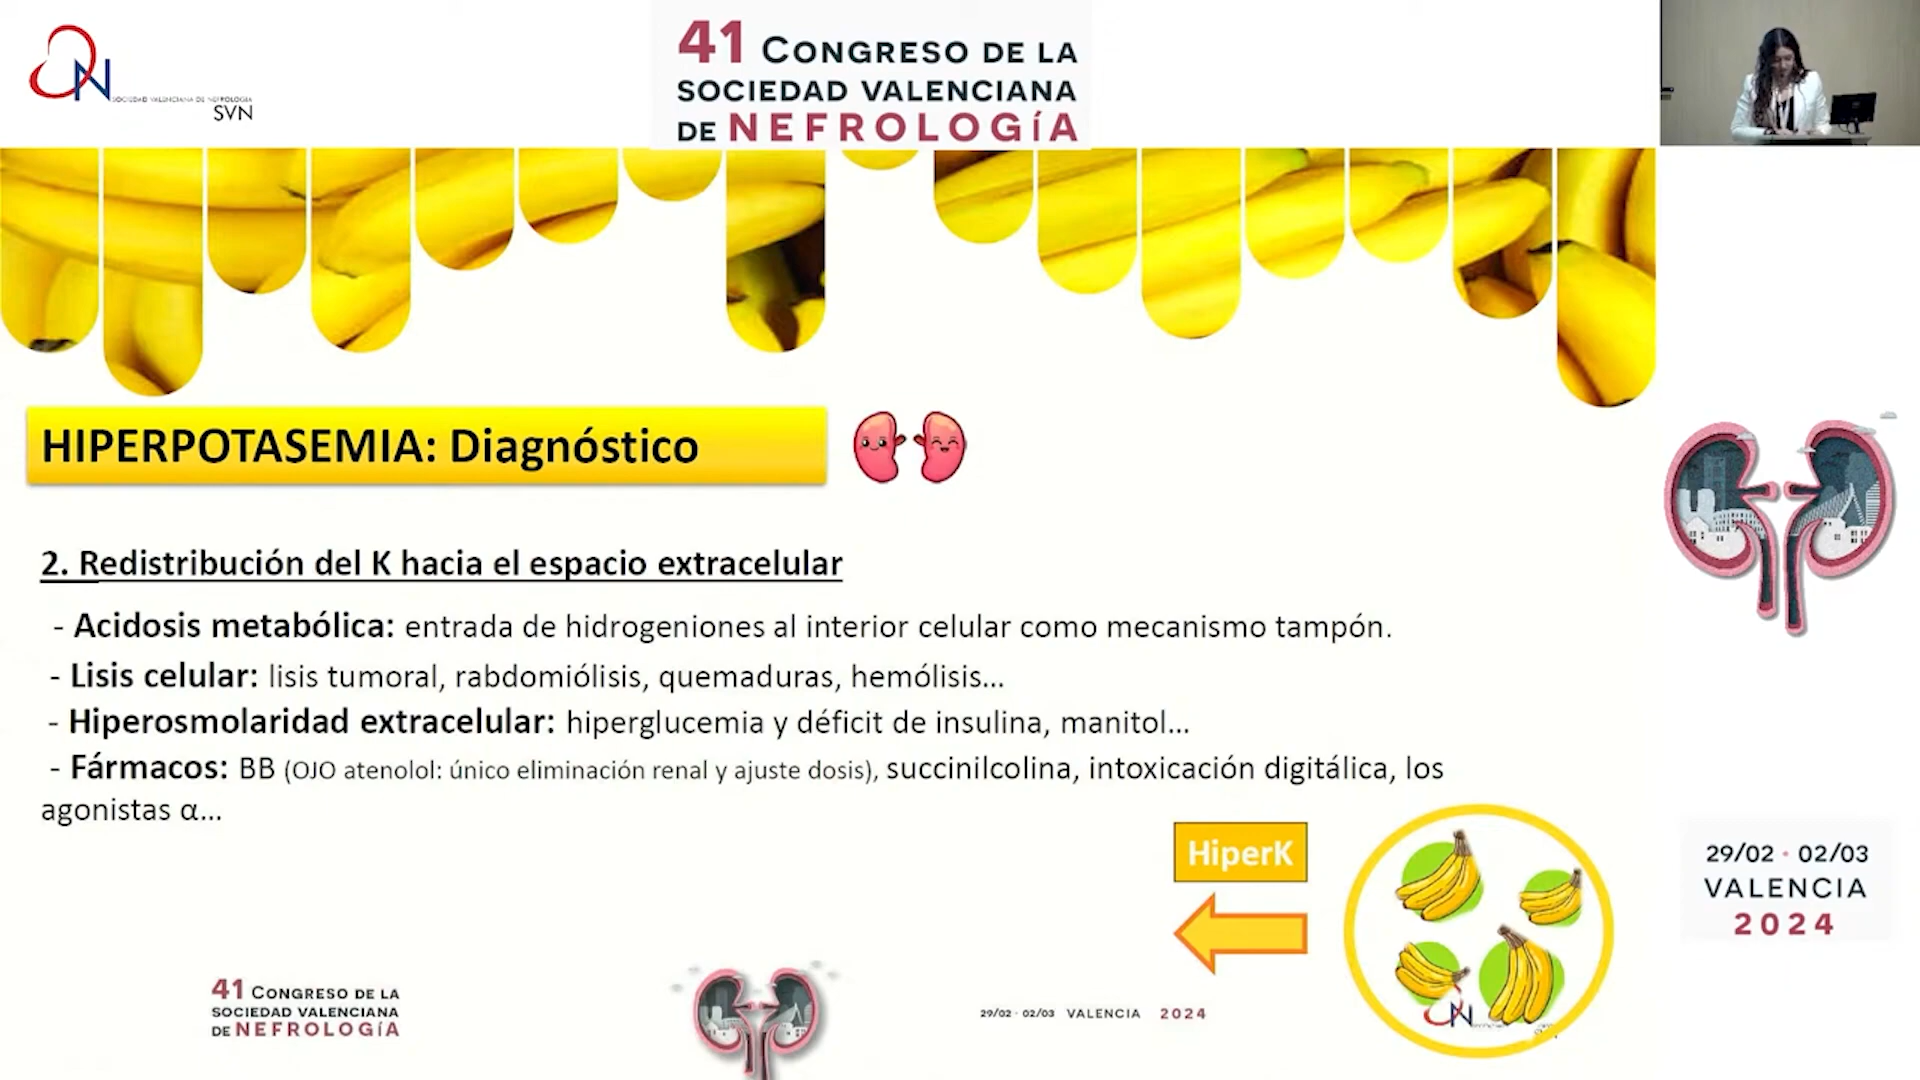 SOCIEDAD VALENCIANA DE NEFROLOGIA
SVN
41 CONGRESO DE LA
SOCIEDAD VALENCIANA
DE NEFROLOGíA
HIPERPOTASEMIA: Diagnóstico
2. Redistribución del K hacia el espacio extracelular
- Acidosis metabólica: entrada de hidrogeniones al interior celular como mecanismo tampón.
- Lisis celular: lisis tumoral, rabdomiólisis, quemaduras, hemólisis...
- Hiperosmolaridad extracelular: hiperglucemia y déficit de insulina, manitol...
- Fármacos: BB (OJO atenolol: único eliminación renal y ajuste dosis), succinilcolina, intoxicación digitálica, los
agonistas α...
HiperK
29/02 · 02/03
VALENCIA
2024
41 CONGRESO DE LA
SOCIEDAD VALENCIANA
DE NEFROLOGíA
29/02 · 02/03 VALENCIA 2024
N